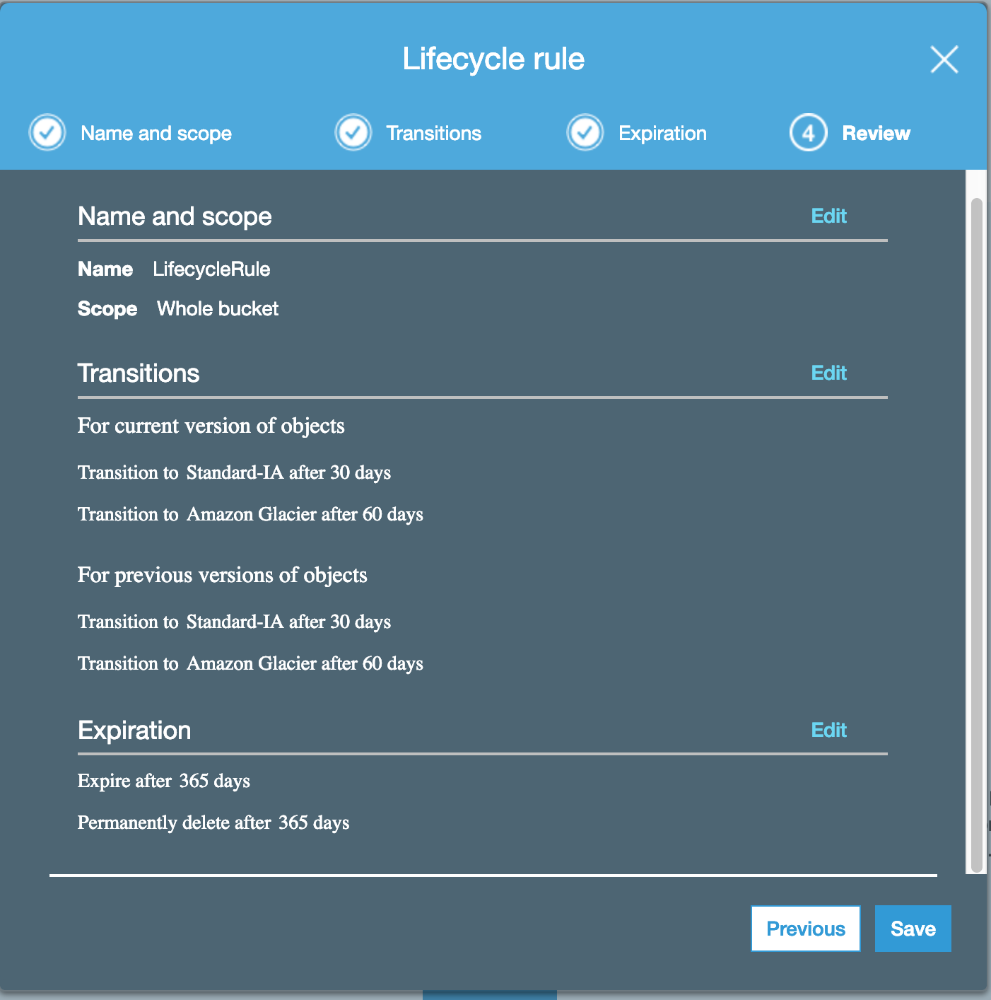 Lifecycle rule
Name and scope
Transitions
Expiration
4 Review
Name and scope Edit
Name LifecycleRule
Scope Whole bucket
Transitions Edit
For current version of objects
Transition to Standard-IA after 30 days
Transition to Amazon Glacier after 60 days
For previous versions of objects
Transition to Standard-IA after 30 days
Transition to Amazon Glacier after 60 days
Expiration Edit
Expire after 365 days
Permanently delete after 365 days
Previous Save